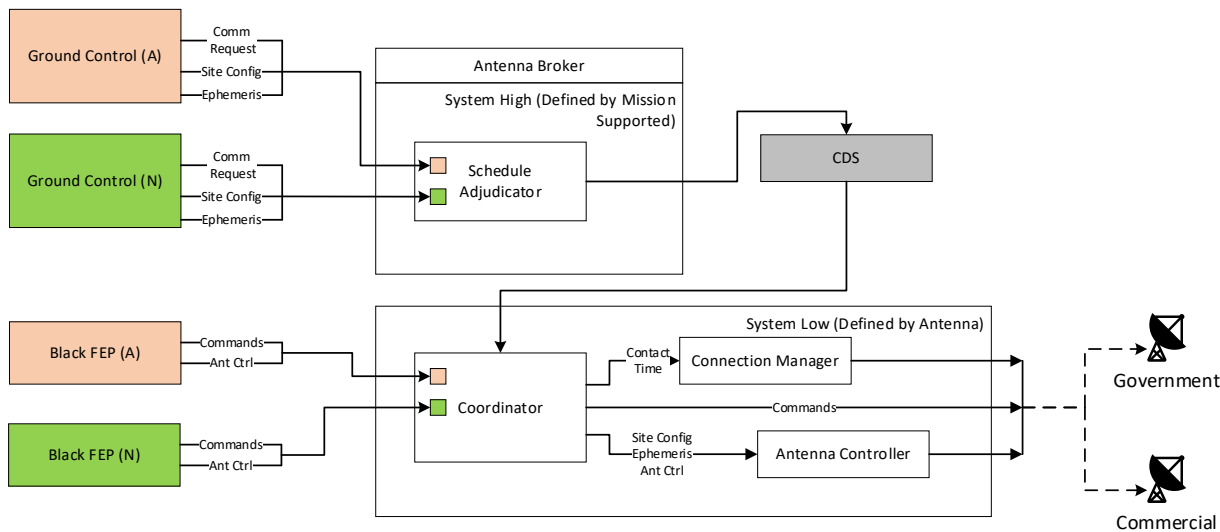 Ground Control (A)
Comm
Request
Site Config
Ephemeris
Antenna Broker
System High (Defined by Mission
Supported)
Schedule
Adjudicator
CDS
Ground Control (N)
Comm
Request
Site Config
Ephemeris
System Low (Defined by Antenna)
Black FEP (A)
Commands
Ant Ctrl
Coordinator
Contact
Time
Connection Manager
Commands
Site Config
Ephemeris
Ant Ctrl
Antenna Controller
Black FEP (N)
Commands
Ant Ctrl
Government
Commercial